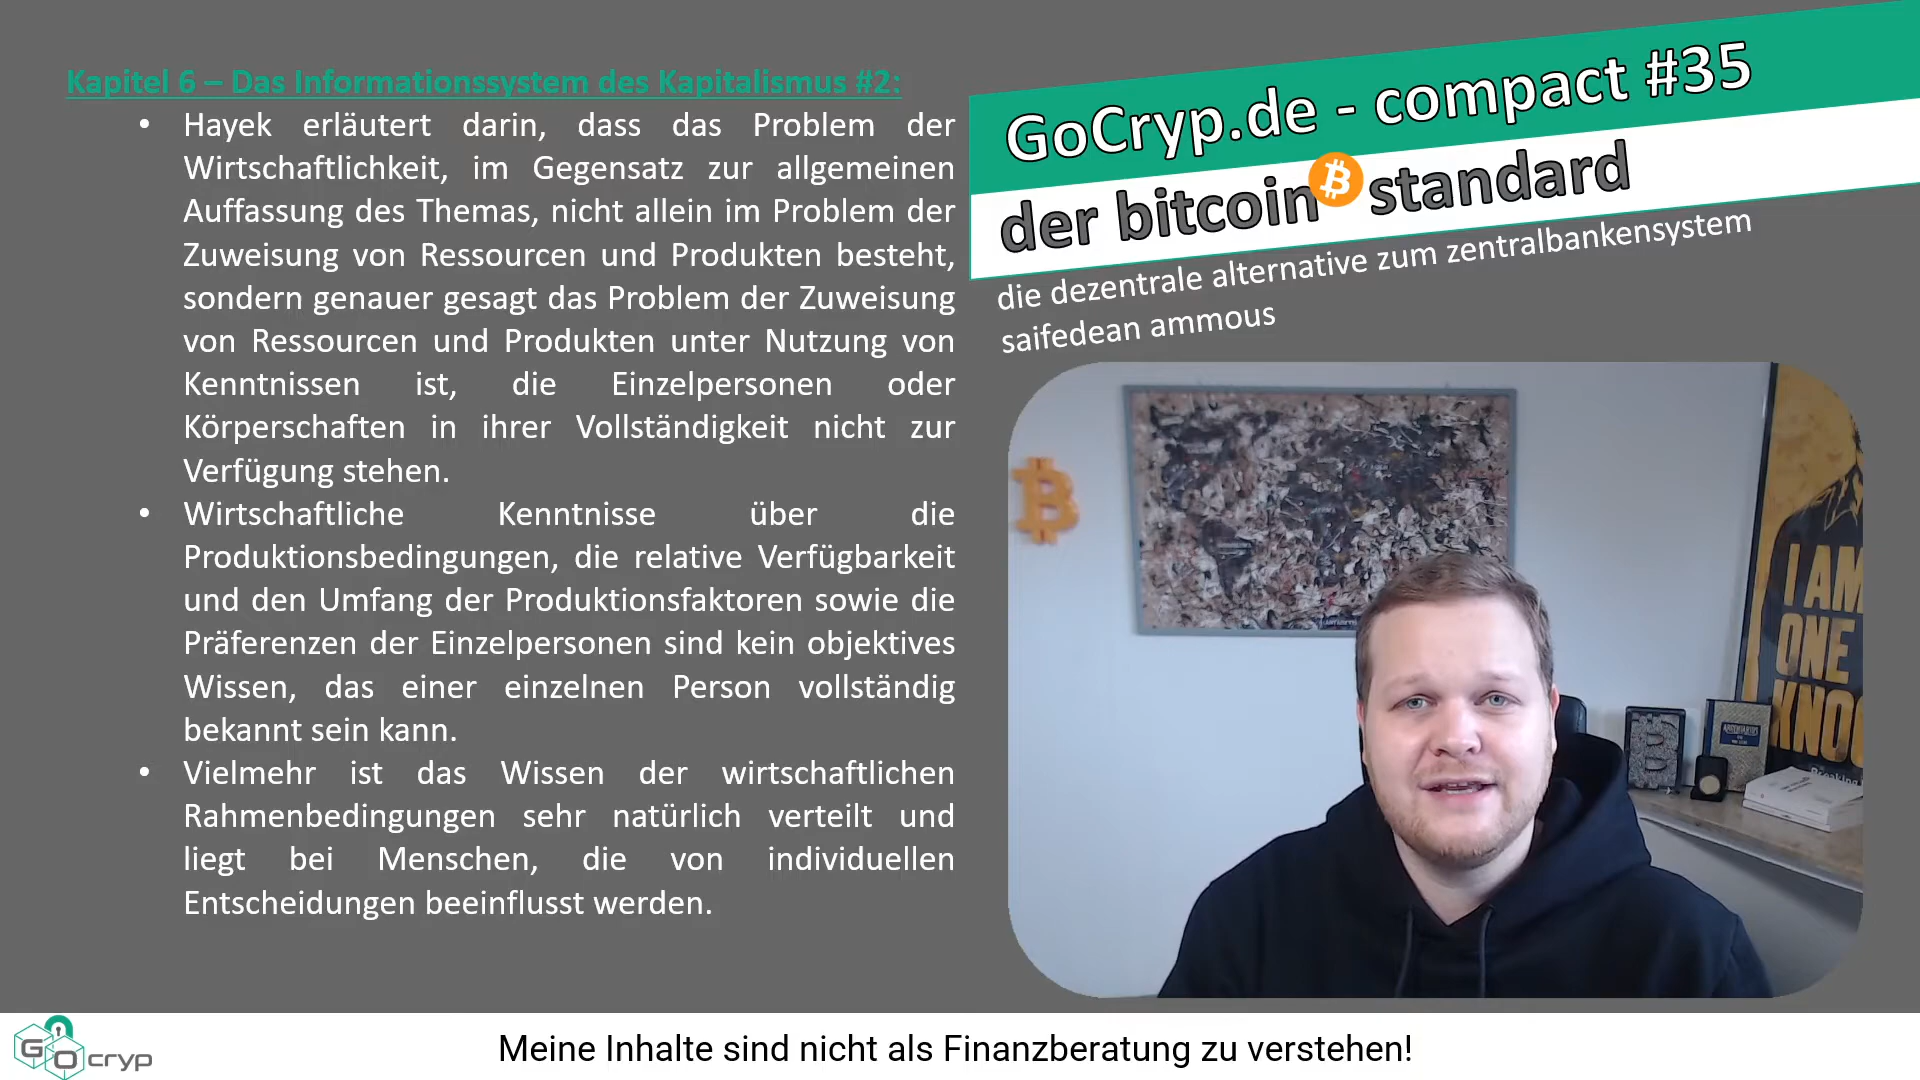 Kapitel 6 – Das Informationssystem des Kapitalismus #2:
• Hayek erläutert darin, dass das Problem der
Wirtschaftlichkeit, im Gegensatz zur allgemeinen
Auffassung des Themas, nicht allein im Problem der
Zuweisung von Ressourcen und Produkten besteht,
sondern genauer gesagt das Problem der Zuweisung
von Ressourcen und Produkten unter Nutzung von
Kenntnissen ist, die Einzelpersonen oder
Körperschaften in ihrer Vollständigkeit nicht zur
Verfügung stehen.
• Wirtschaftliche Kenntnisse über die
Produktionsbedingungen, die relative Verfügbarkeit
und den Umfang der Produktionsfaktoren sowie die
Präferenzen der Einzelpersonen sind kein objektives
Wissen, das einer einzelnen Person vollständig
bekannt sein kann.
• Vielmehr ist das Wissen der wirtschaftlichen
Rahmenbedingungen sehr natürlich verteilt und
liegt bei Menschen, die von individuellen
Entscheidungen beeinflusst werden.
GoCryp.de - compact #35
der bitcoin standard
die dezentrale alternative zum zentralbankensystem
saifedean ammous
I AM
ONE
KNO
Breaking
GOcryp
Meine Inhalte sind nicht als Finanzberatung zu verstehen!